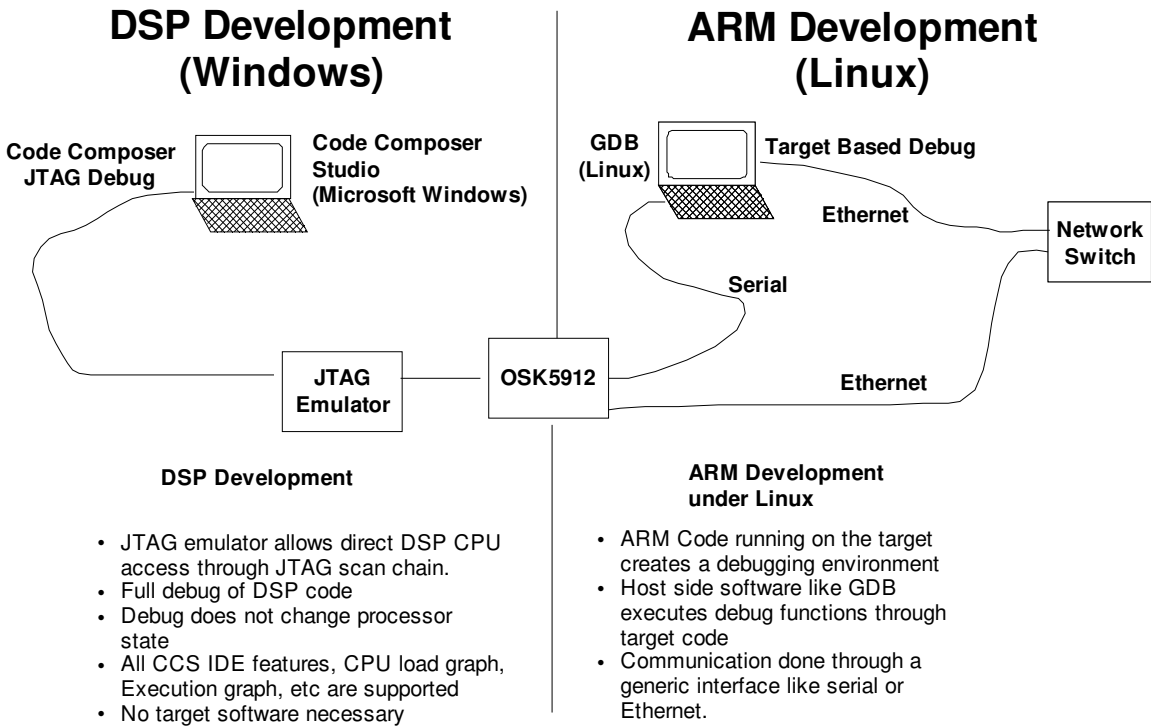 DSP Development
(Windows)
Code Composer
JTAG Debug
Code Composer
Studio
(Microsoft Windows)
JTAG
Emulator
OSK5912
ARM Development
(Linux)
GDB
(Linux)
Target Based Debug
Ethernet
Network
Switch
Serial
Ethernet
DSP Development
• JTAG emulator allows direct DSP CPU
access through JTAG scan chain.
• Full debug of DSP code
• Debug does not change processor
state
• All CCS IDE features, CPU load graph,
Execution graph, etc are supported
• No target software necessary
ARM Development
under Linux
• ARM Code running on the target
creates a debugging environment
• Host side software like GDB
executes debug functions through
target code
• Communication done through a
generic interface like serial or
Ethernet.